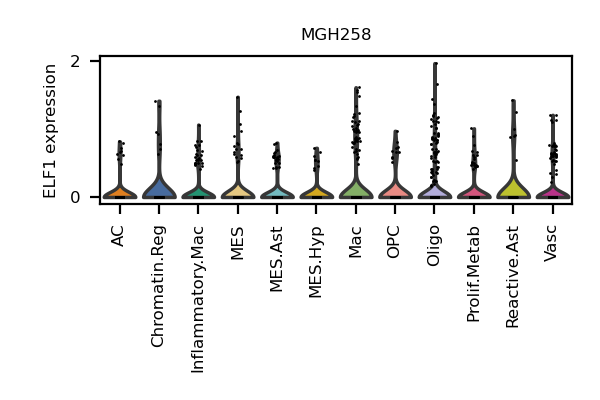 MGH258
ELF1 expression
2
0
AC
Chromatin.Reg
Inflammatory.Mac
MES
MES.Ast
MES.Hyp
Mac
OPC
Oligo
Prolif.Metab
Reactive.Ast
Vasc